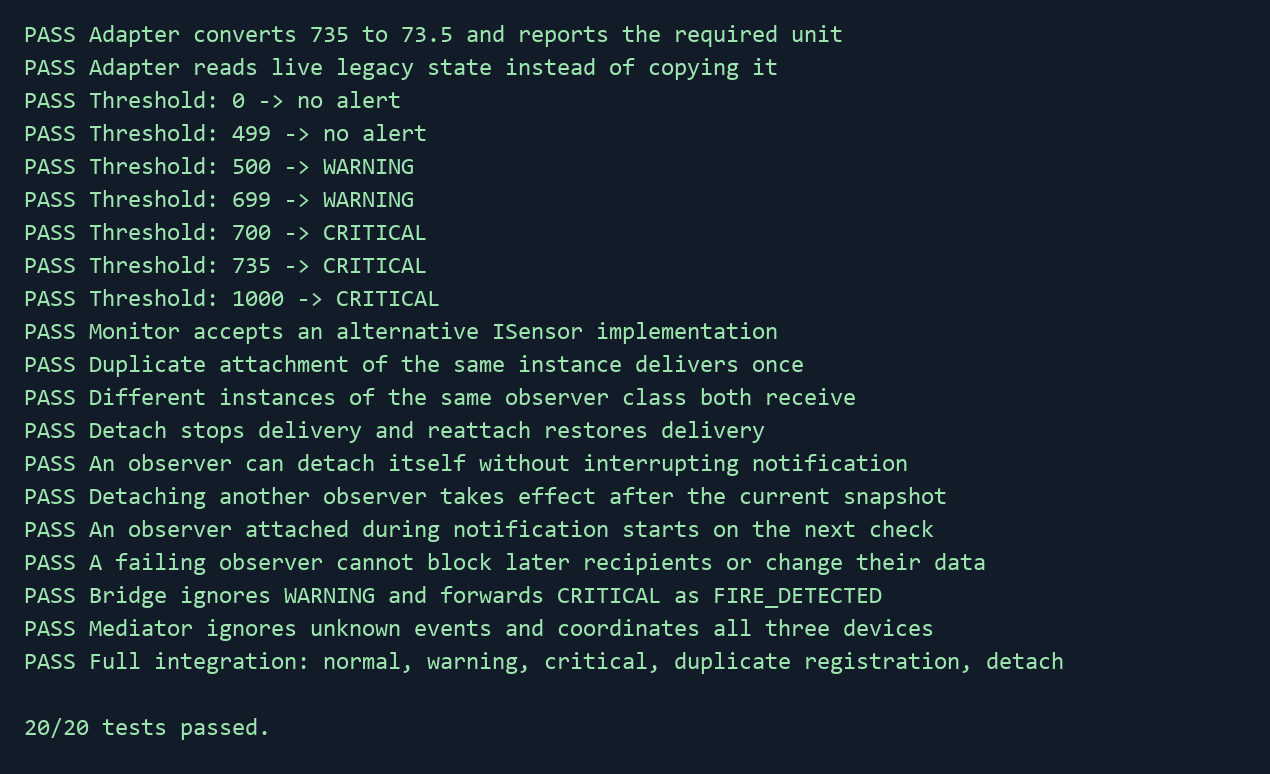 PASS Adapter converts 735 to 73.5 and reports the required unit
PASS Adapter reads live legacy state instead of copying it
PASS Threshold: 0 -> no alert
PASS Threshold: 499 -> no alert
PASS Threshold: 500 -> WARNING
PASS Threshold: 699 -> WARNING
PASS Threshold: 700 -> CRITICAL
PASS Threshold: 735 -> CRITICAL
PASS Threshold: 1000 -> CRITICAL
PASS Monitor accepts an alternative ISensor implementation
PASS Duplicate attachment of the same instance delivers once
PASS Different instances of the same observer class both receive
PASS Detach stops delivery and reattach restores delivery
PASS An observer can detach itself without interrupting notification
PASS Detaching another observer takes effect after the current snapshot
PASS An observer attached during notification starts on the next check
PASS A failing observer cannot block later recipients or change their data
PASS Bridge ignores WARNING and forwards CRITICAL as FIRE_DETECTED
PASS Mediator ignores unknown events and coordinates all three devices
PASS Full integration: normal, warning, critical, duplicate registration, detach
20/20 tests passed.